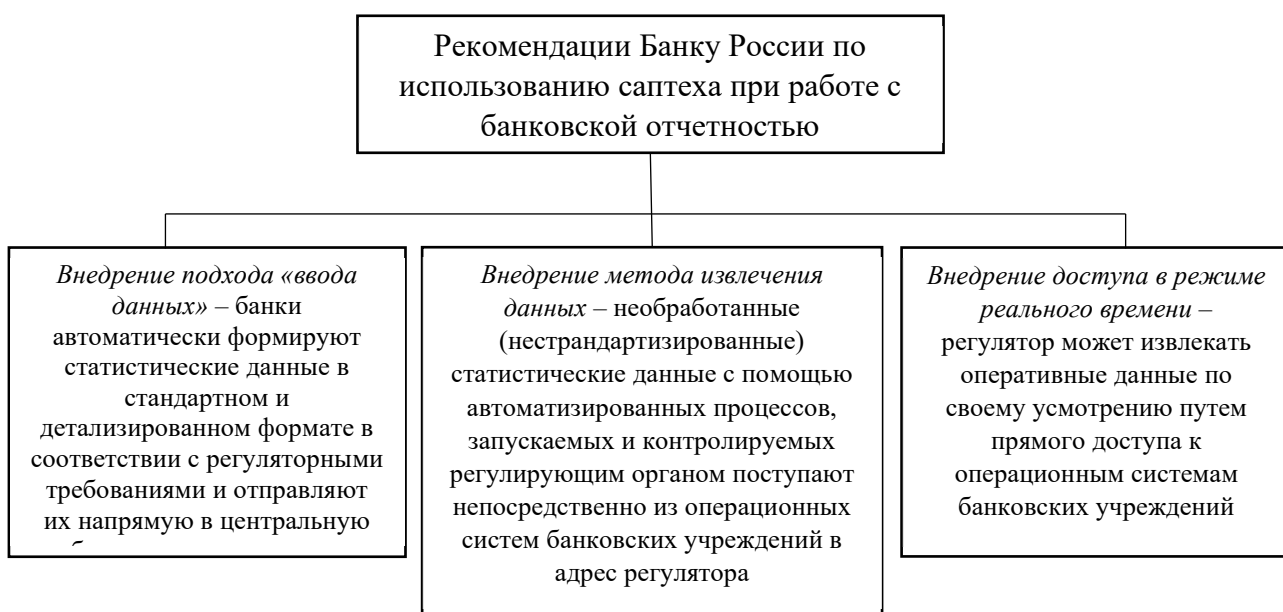 Рекомендации Банку России по
использованию саптеха при работе с
банковской отчетностью
Внедрение подхода «ввода
данных» – банки
автоматически формируют
статистические данные в
стандартном и
детализированном формате в
соответствии с регуляторными
требованиями и отправляют
их напрямую в центральную
Внедрение метода извлечения
данных – необработанные
(нестрандартизированные)
статистические данные с помощью
автоматизированных процессов,
запускаемых и контролируемых
регулирующим органом поступают
непосредственно из операционных
систем банковских учреждений в
адрес регулятора
Внедрение доступа в режиме
реального времени –
регулятор может извлекать
оперативные данные по
своему усмотрению путем
прямого доступа к
операционным системам
банковских учреждений